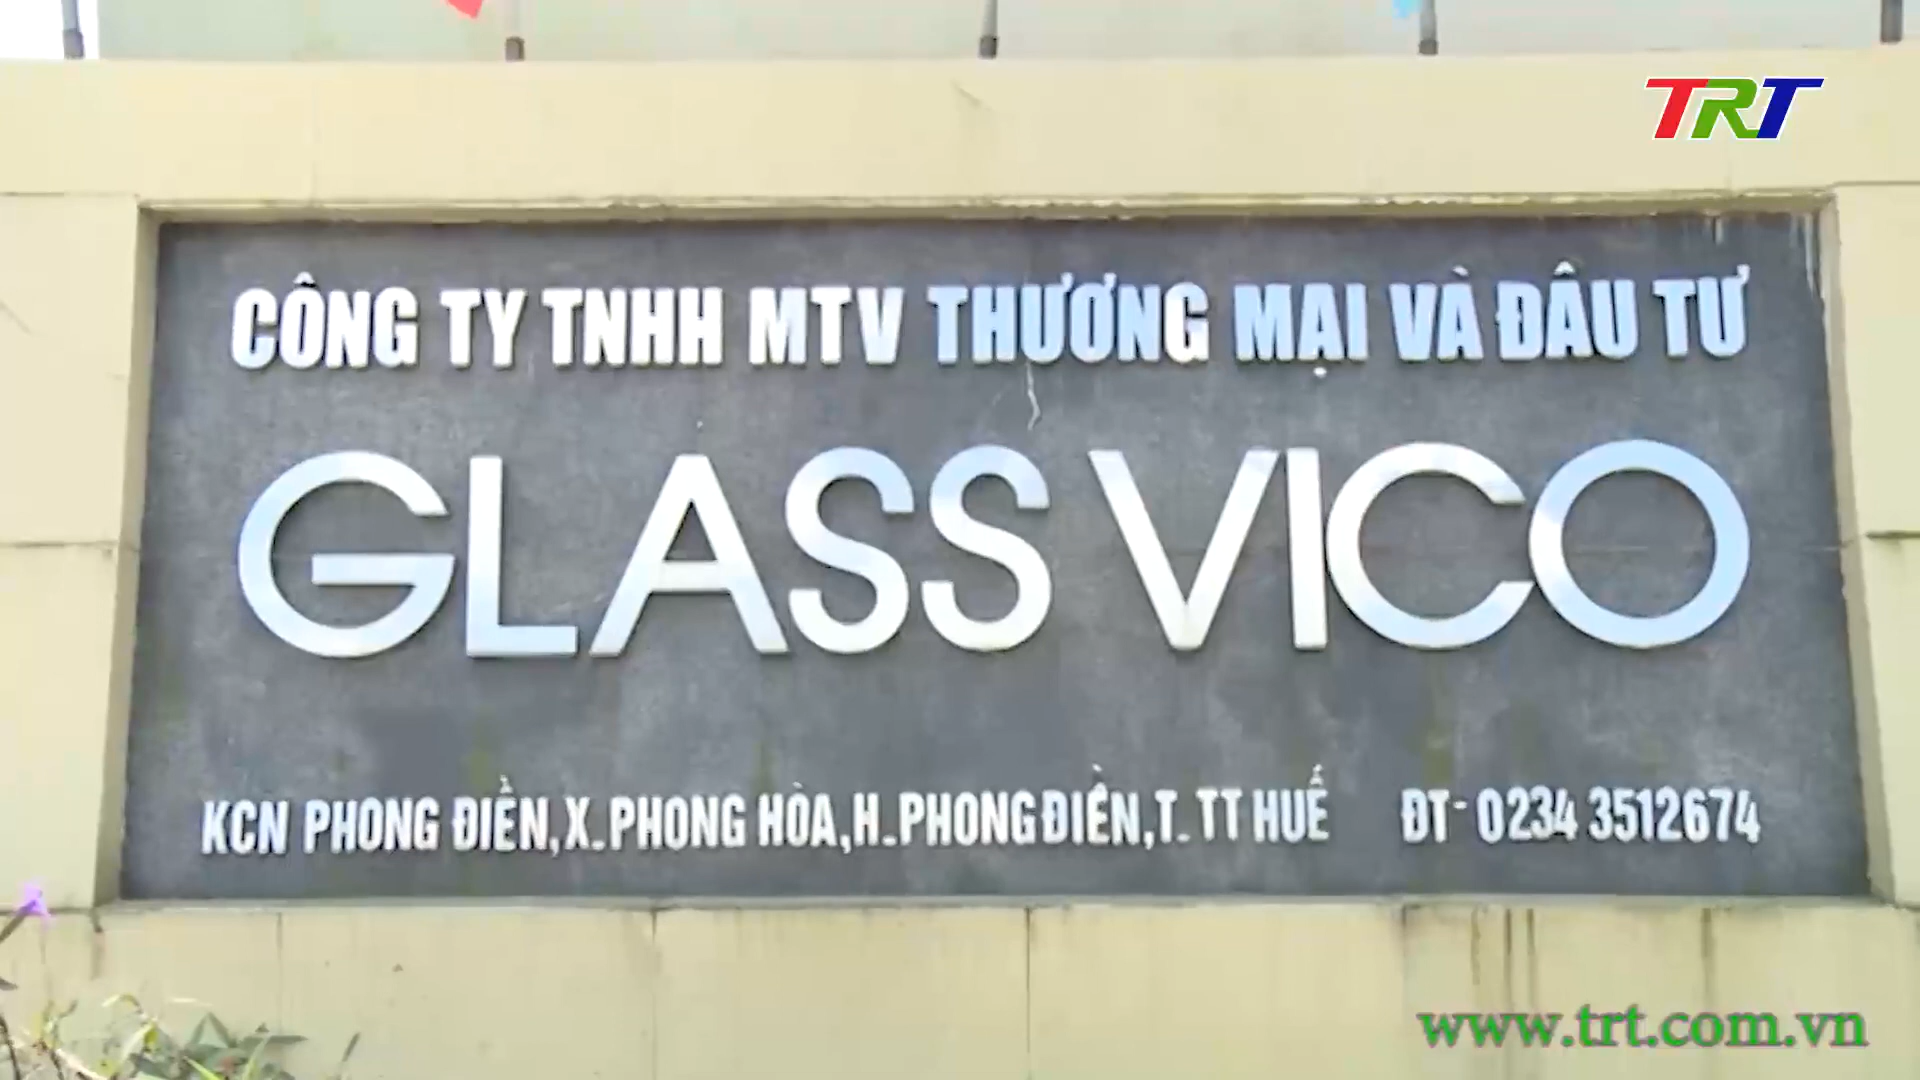 TRT
CÔNG TY TNHH MTV THƯƠNG MẠI VÀ ĐÂU TƯ
GLASS VICO
KCN PHONG ĐIỀN, X. PHONG HÒA, H. PHONG ĐIỀN, T. TT HUẾ ĐT- 0234 3512674
www.trt.com.vn